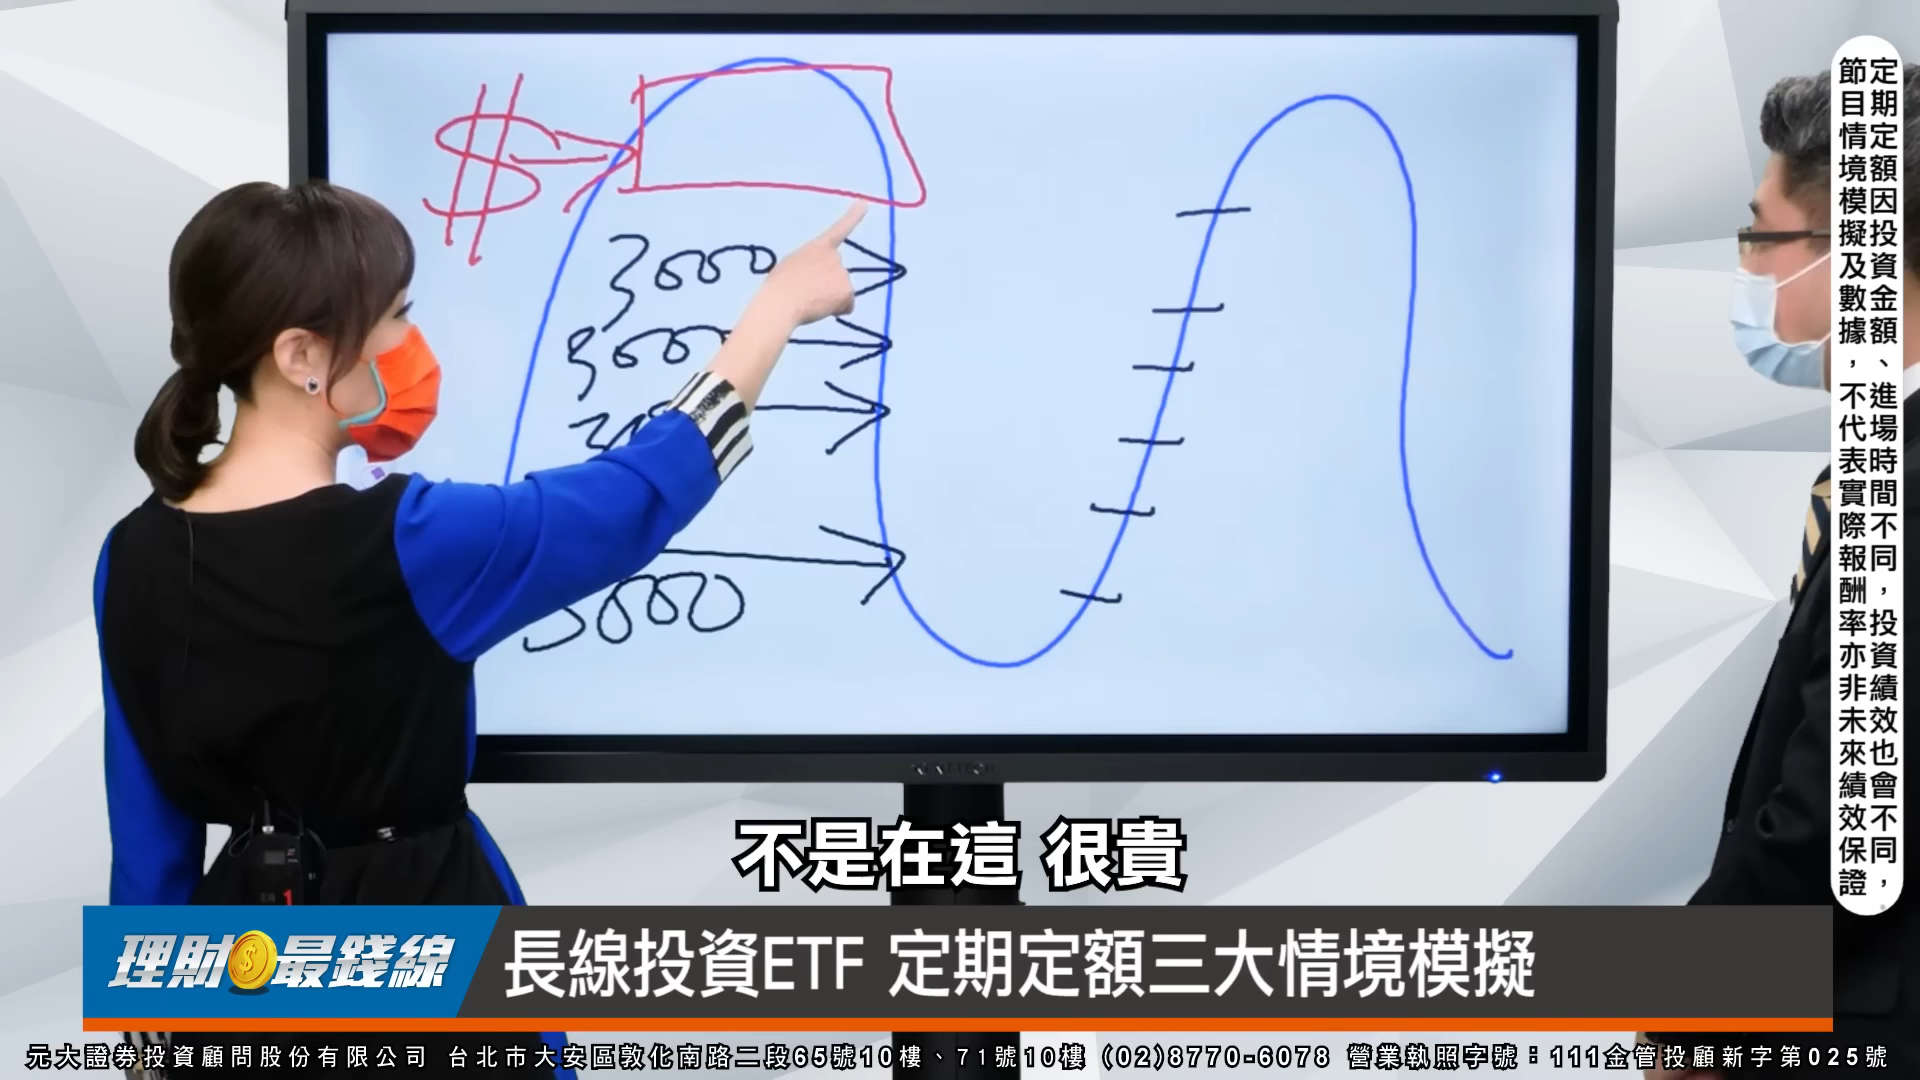 $
3000
3000
3000
不是在這 很貴
理財最錢線
長線投資ETF 定期定額三大情境模擬
定期定額因投資金額、進場時間不同，投資績效也會不同，
節目情境模擬及數據，不代表實際報酬率亦非未來績效保證
元大證券投資顧問股份有限公司 台北市大安區敦化南路二段65號10樓、71號10樓 (02)8770-6078 營業執照字號：111金管投顧新字第025號